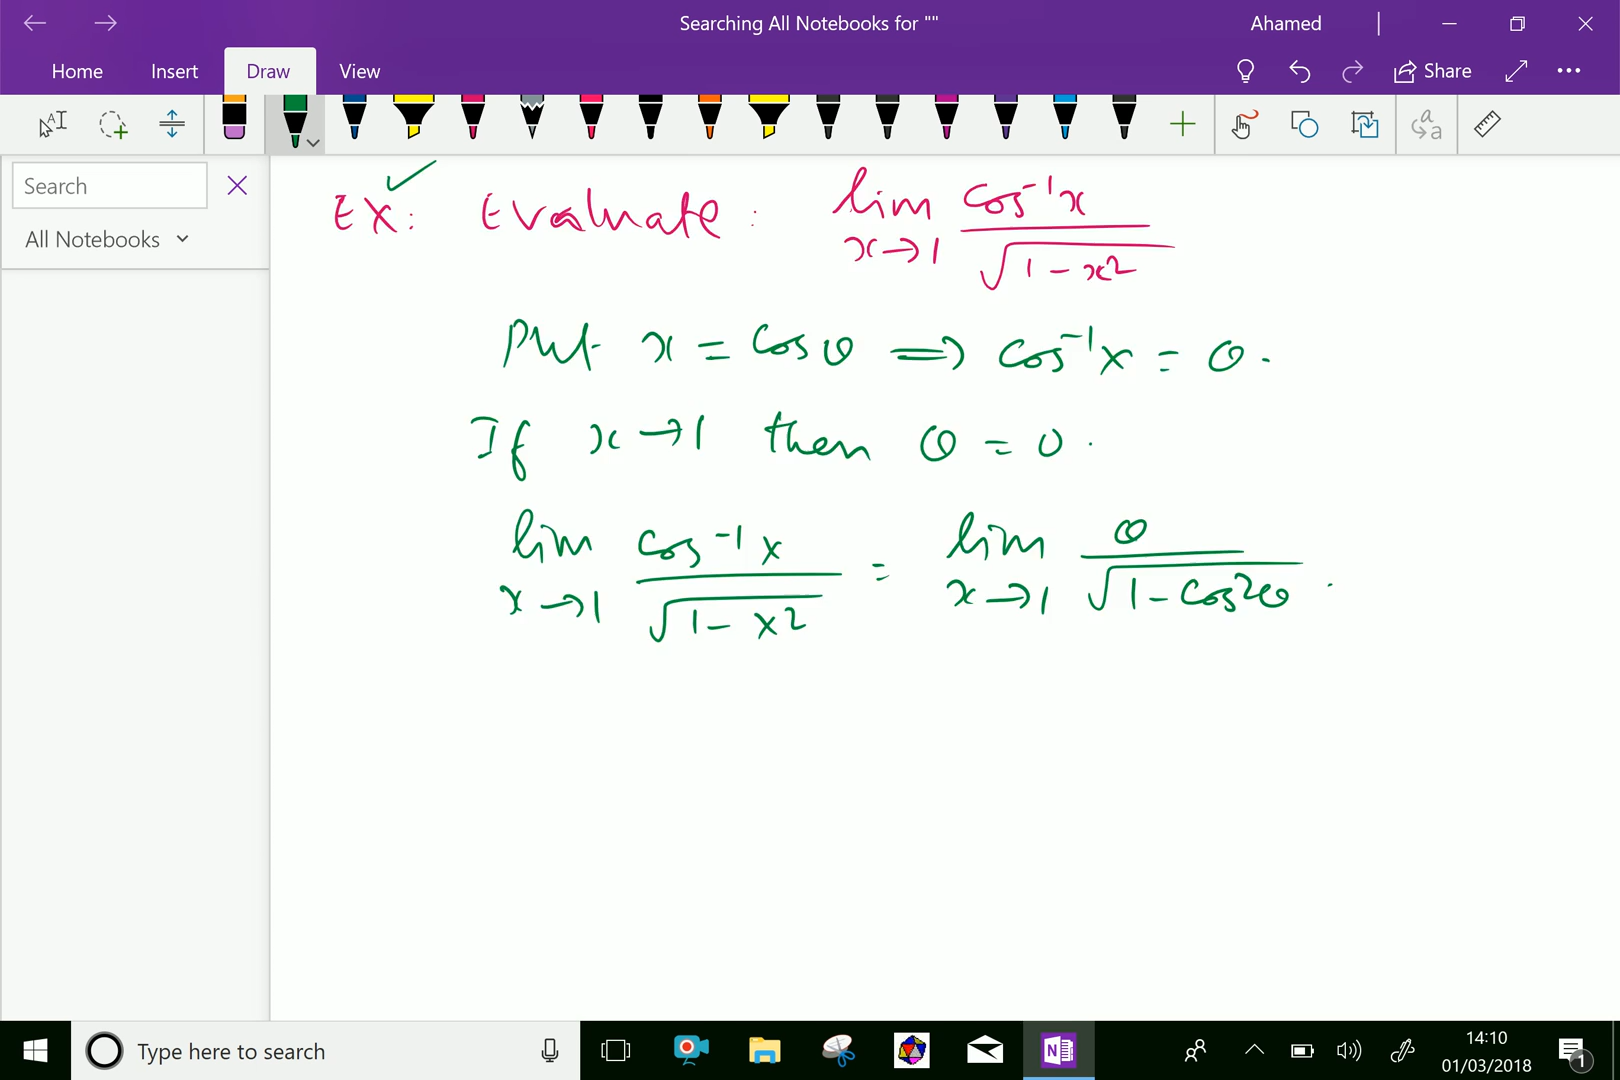 Searching All Notebooks for ""
Ahamed
Home Insert Draw View
Share
Search
All Notebooks
Ex: Evaluate: lim x→1 cos⁻¹x / √(1-x²)
Put x = cosθ ⟹ cos⁻¹x = θ.
If x→1 then θ = 0.
lim x→1 cos⁻¹x / √(1-x²) = lim x→1 θ / √(1-cos²θ).
Type here to search
14:10
01/03/2018
1